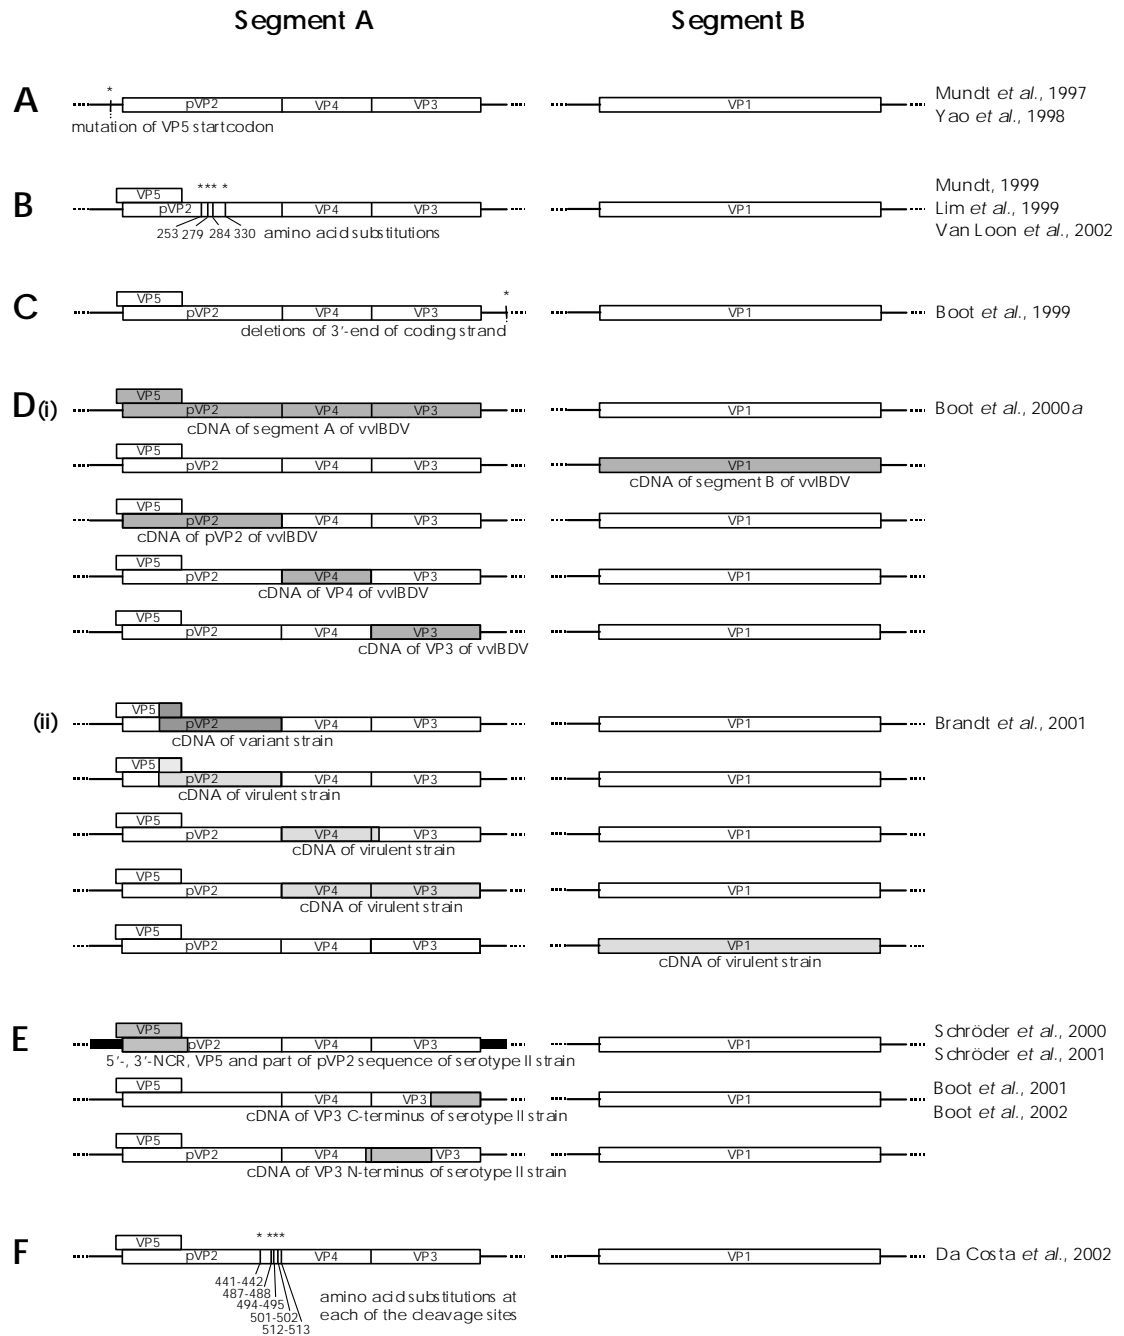 Segment A Segment B
A * pVP2 VP4 VP3 VP1 Mundt et al., 1997
Yao et al., 1998
mutation of VP5 startcodon
B VP5 * * * * pVP2 VP4 VP3 VP1 Mundt, 1999
Lim et al., 1999
Van Loon et al., 2002
253 279 284 330 amino acid substitutions
C VP5 * pVP2 VP4 VP3 VP1 Boot et al., 1999
deletions of 3'-end of coding strand
D (i) VP5 pVP2 VP4 VP3 VP1 Boot et al., 2000a
cDNA of segment A of vvIBDV
VP5
pVP2 VP4 VP3 VP1
cDNA of segment B of vvIBDV
VP5
pVP2 VP4 VP3 VP1
cDNA of pVP2 of vvIBDV
VP5
pVP2 VP4 VP3 VP1
cDNA of VP4 of vvIBDV
VP5
pVP2 VP4 VP3 VP1
cDNA of VP3 of vvIBDV
(ii) VP5 pVP2 VP4 VP3 VP1 Brandt et al., 2001
cDNA of variant strain
VP5
pVP2 VP4 VP3 VP1
cDNA of virulent strain
VP5
pVP2 VP4 VP3 VP1
cDNA of virulent strain
VP5
pVP2 VP4 VP3 VP1
cDNA of virulent strain
VP5
pVP2 VP4 VP3 VP1
cDNA of virulent strain
E VP5 pVP2 VP4 VP3 VP1 Schröder et al., 2000
Schröder et al., 2001
5'-, 3'-NCR, VP5 and part of pVP2 sequence of serotype II strain
VP5
VP4 VP3 VP1 Boot et al., 2001
Boot et al., 2002
cDNA of VP3 C-terminus of serotype II strain
VP5
pVP2 VP4 VP3 VP1
cDNA of VP3 N-terminus of serotype II strain
F VP5 * * * * * pVP2 VP4 VP3 VP1 Da Costa et al., 2002
441-442
487-488
494-495
501-502
512-513
amino acid substitutions at
each of the cleavage sites